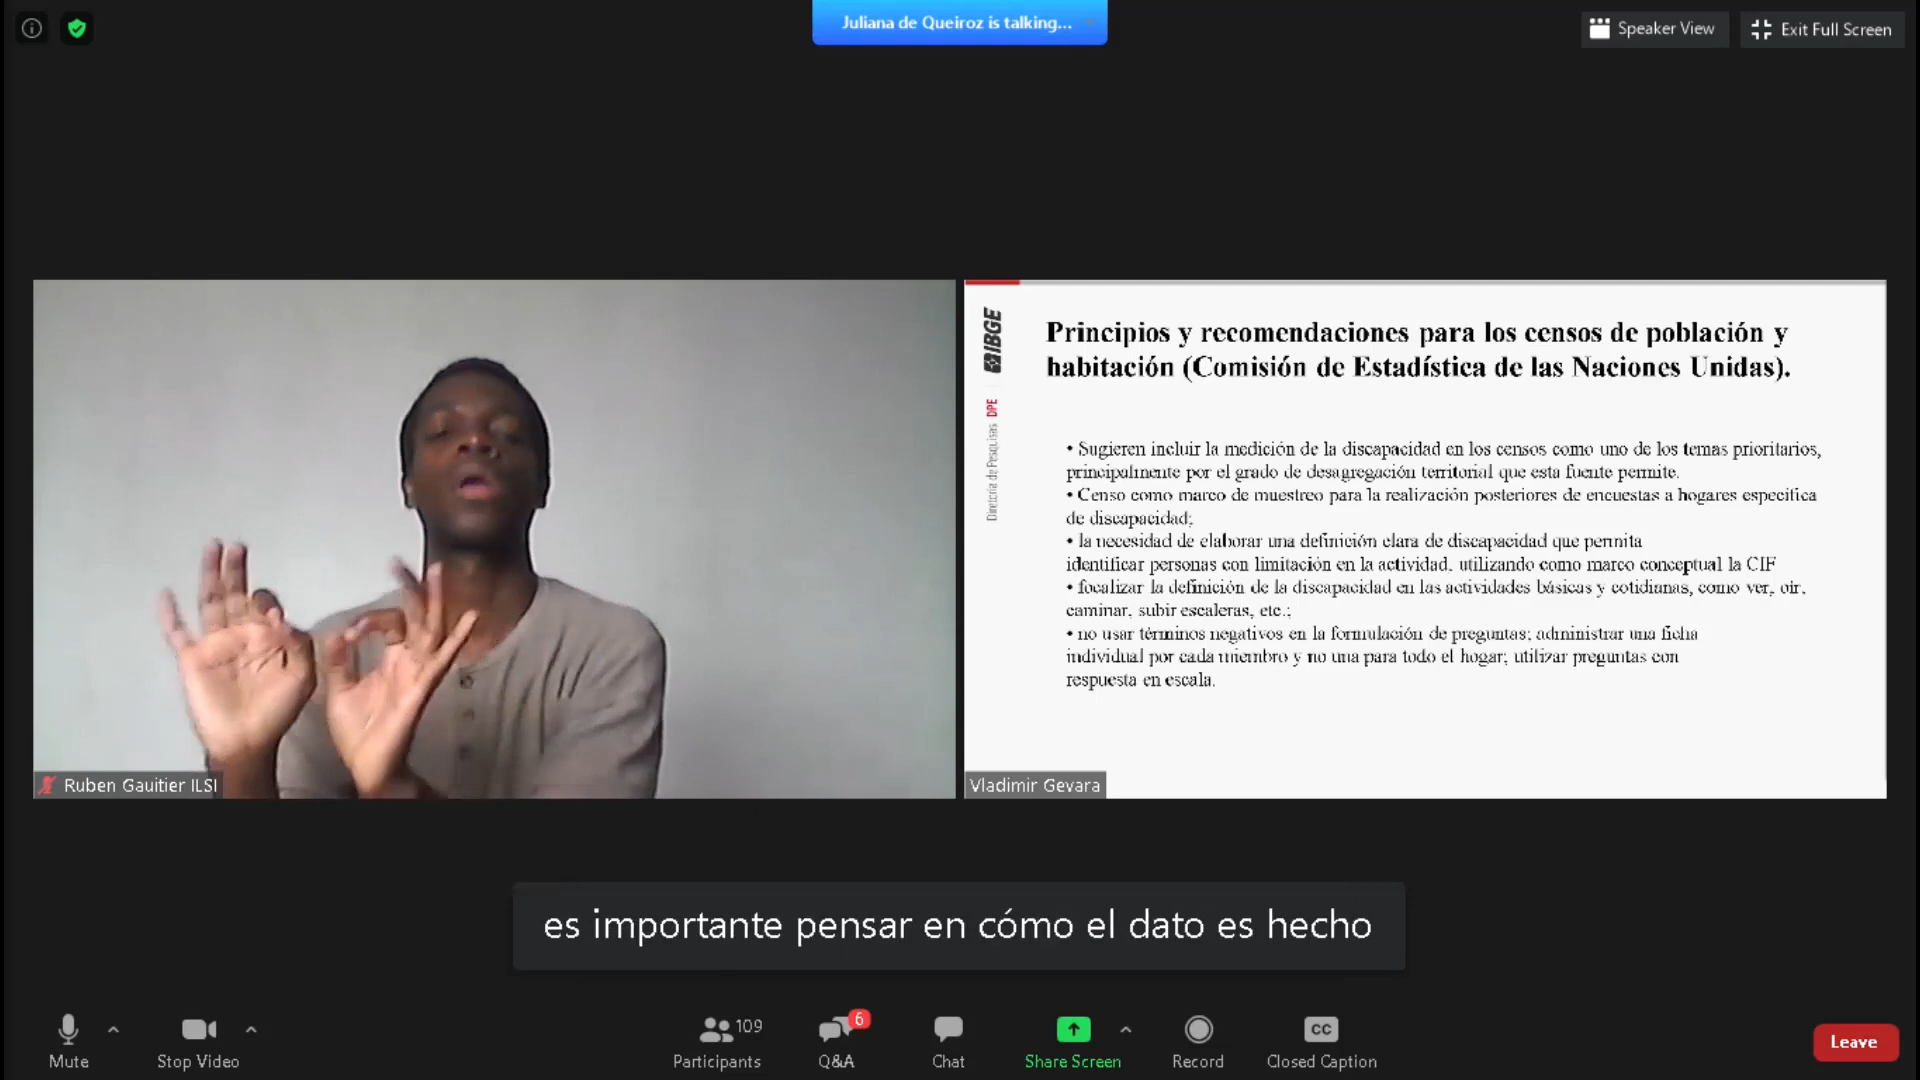 Juliana de Queiroz is talking...
Speaker View
Exit Full Screen
IBGE
Diretoria de Pesquisas DPE
Principios y recomendaciones para los censos de población y
habitación (Comisión de Estadística de las Naciones Unidas).
• Sugieren incluir la medición de la discapacidad en los censos como uno de los temas prioritarios,
principalmente por el grado de desagregación territorial que esta fuente permite.
• Censo como marco de muestreo para la realización posteriores de encuestas a hogares especifica
de discapacidad;
• la necesidad de elaborar una definición clara de discapacidad que permita
identificar personas con limitación en la actividad, utilizando como marco conceptual la CIF
• focalizar la definición de la discapacidad en las actividades básicas y cotidianas, como ver, oír,
caminar, subir escaleras, etc.;
• no usar términos negativos en la formulación de preguntas; administrar una ficha
individual por cada miembro y no una para todo el hogar; utilizar preguntas con
respuesta en escala.
Ruben Gauitier ILSI
Vladimir Gevara
es importante pensar en cómo el dato es hecho
Mute
Stop Video
109
Participants
6
Q&A
Chat
Share Screen
Record
CC
Closed Caption
Leave